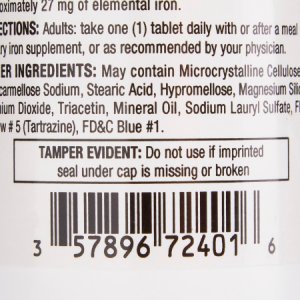 oximately 27 mg of elemental iron.
ECTIONS: Adults: take one (1) tablet daily with or after a meal
ry iron supplement, or as recommended by your physician.
ER INGREDIENTS: May contain Microcrystalline Cellulose
carmellose Sodium, Stearic Acid, Hypromellose, Magnesium Silic
nium Dioxide, Triacetin, Mineral Oil, Sodium Lauryl Sulfate, F
w # 5 (Tartrazine), FD&C Blue #1.
TAMPER EVIDENT: Do not use if imprinted
seal under cap is missing or broken
3 57896 72401 6